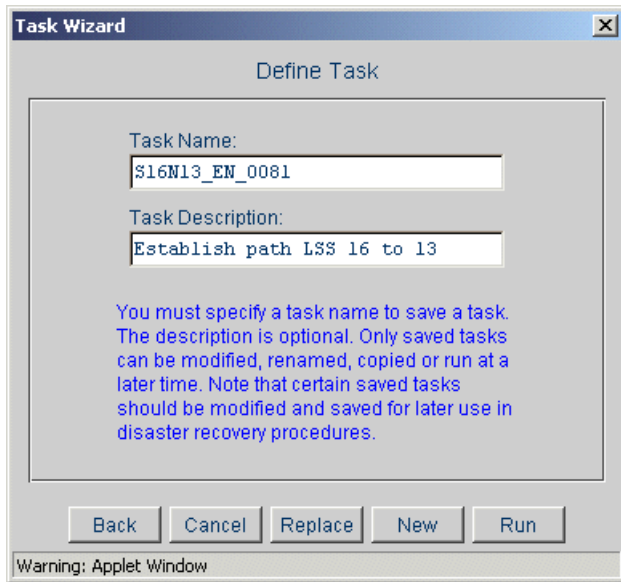 Task Wizard
Define Task
Task Name:
S16N13_EN_0081
Task Description:
Establish path LSS 16 to 13
You must specify a task name to save a task.
The description is optional. Only saved tasks
can be modified, renamed, copied or run at a
later time. Note that certain saved tasks
should be modified and saved for later use in
disaster recovery procedures.
Back Cancel Replace New Run
Warning: Applet Window